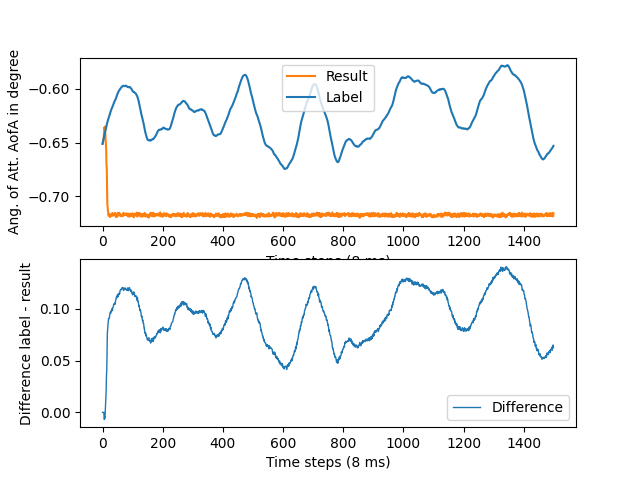 Ang. of Att. AofA in degree
−0.60
−0.65
−0.70
Result
Label
0 200 400 600 800 1000 1200 1400
Time steps (8 ms)
Difference label - result
0.10
0.05
0.00
Difference
0 200 400 600 800 1000 1200 1400
Time steps (8 ms)